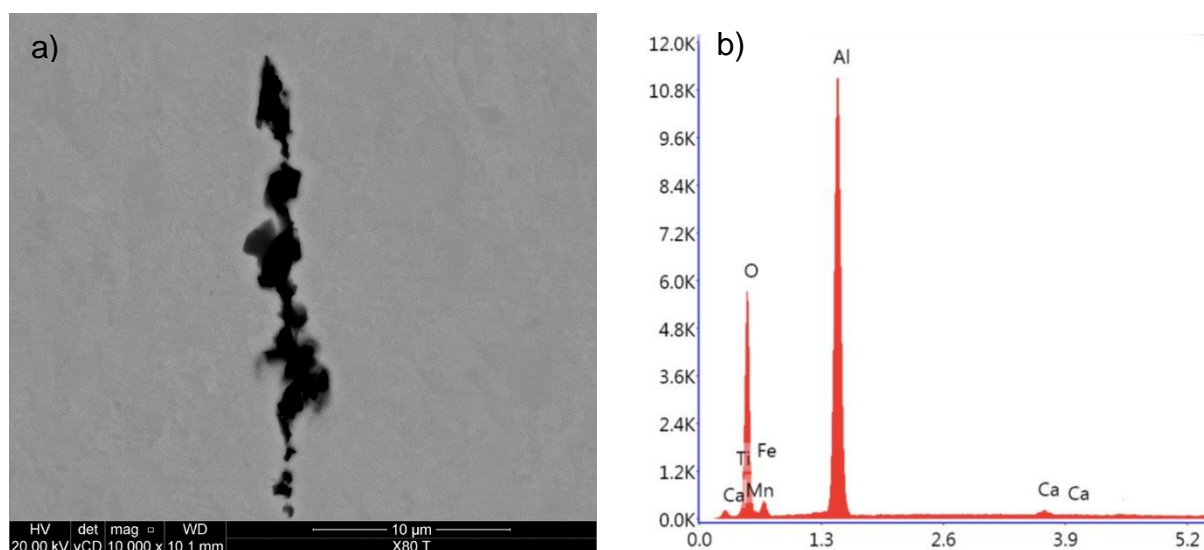 a)
HV det mag □ WD
20.00 kV vCD 10 000 x 10.1 mm
10 µm
X80 T
b)
12.0K
10.8K
9.6K
8.4K
7.2K
6.0K
4.8K
3.6K
2.4K
1.2K
0.0K
Al
O
Ti
Fe
Ca
Mn
Ca
Ca
0.0 1.3 2.6 3.9 5.2